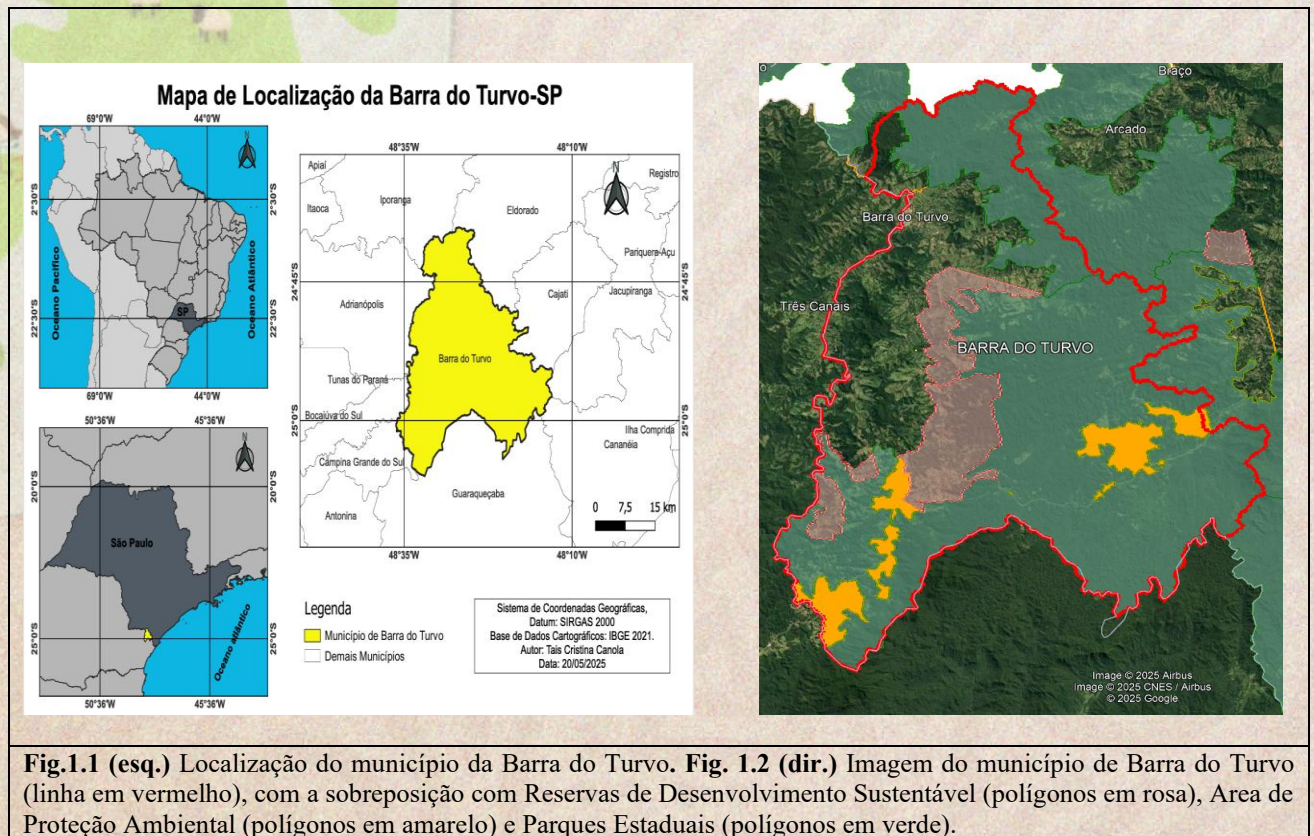 Mapa de Localização da Barra do Turvo-SP
69°0'W 44°0'W
N
2°30'S 2°30'S
Oceano Pacífico
Oceano Atlântico
SP
22°30'S 22°30'S
69°0'W 44°0'W
50°36'W 45°36'W
N
20°0'S 20°0'S
São Paulo
25°0'S 25°0'S
Oceano atlântico
50°36'W 45°36'W
48°35'W 48°10'W
N
Apiaí
Registro
Itaoca
Iporanga
Eldorado
Pariquera-Açu
24°45'S 24°45'S
Cajati
Jacupiranga
Adrianópolis
Barra do Turvo
Tunas do Paraná
Bocaiúva do Sul
25°0'S 25°0'S
Ilha Comprida
Cananéia
Campina Grande do Sul
Guaraqueçaba
0 7,5 15 km
Antonina
48°35'W 48°10'W
Legenda
Município de Barra do Turvo
Demais Municípios
Sistema de Coordenadas Geográficas,
Datum: SIRGAS 2000
Base de Dados Cartográficos: IBGE 2021.
Autor: Tais Cristina Canola
Data: 20/05/2025
o
Braço
Arcado
Barra do Turvo
Três Canais
BARRA DO TURVO
Image © 2025 Airbus
Image © 2025 CNES / Airbus
© 2025 Google
Fig.1.1 (esq.) Localização do município da Barra do Turvo. Fig. 1.2 (dir.) Imagem do município de Barra do Turvo
(linha em vermelho), com a sobreposição com Reservas de Desenvolvimento Sustentável (polígonos em rosa), Area de
Proteção Ambiental (polígonos em amarelo) e Parques Estaduais (polígonos em verde).